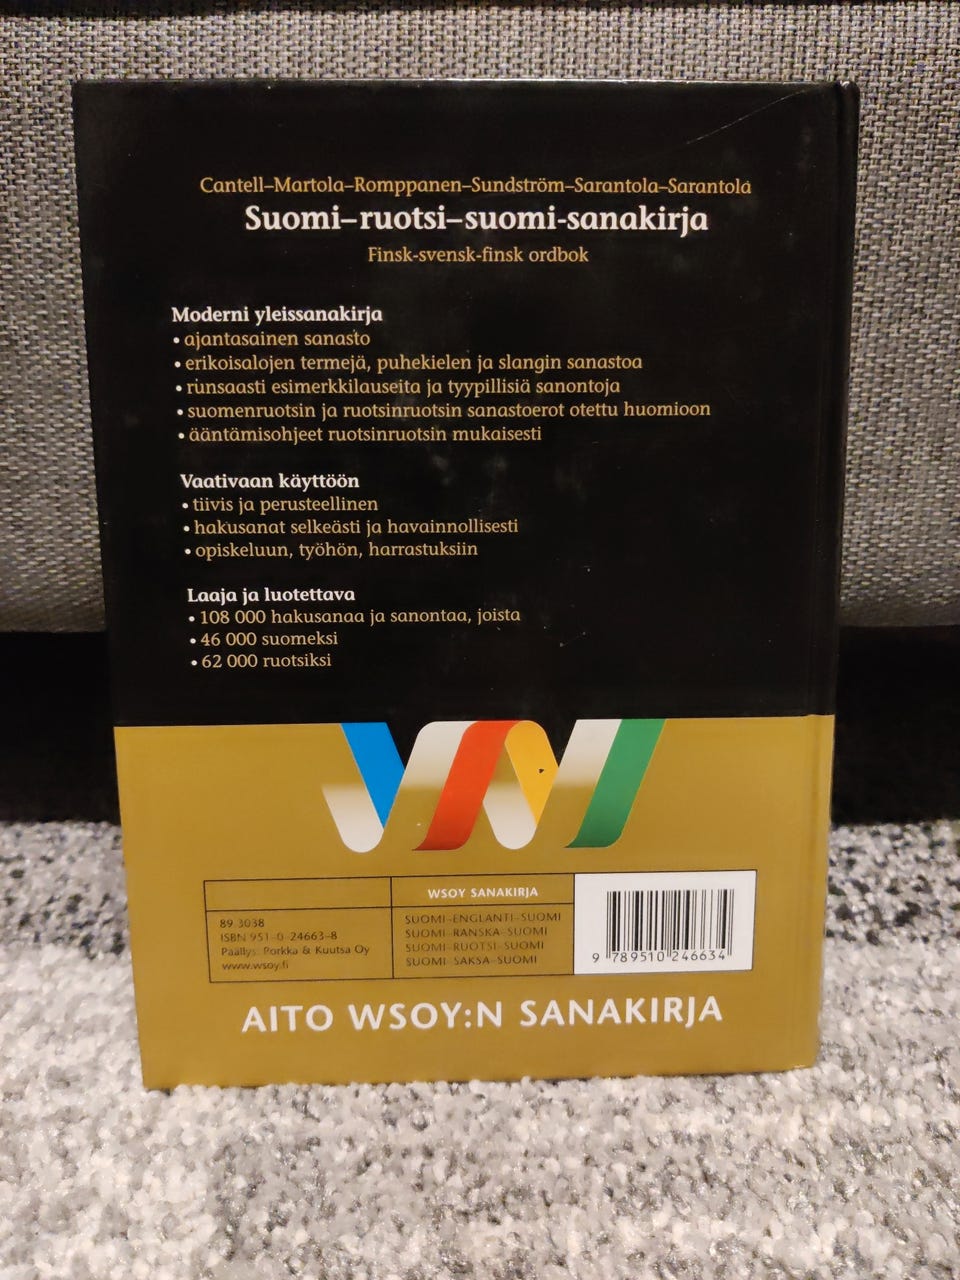 Cantell–Martola–Romppanen–Sundström–Sarantola–Sarantola
Suomi–ruotsi–suomi-sanakirja
Finsk-svensk-finsk ordbok
Moderni yleissanakirja
• ajantasainen sanasto
• erikoisalojen termejä, puhekielen ja slangin sanastoa
• runsaasti esimerkkilauseita ja tyypillisiä sanontoja
• suomenruotsin ja ruotsinruotsin sanastoerot otettu huomioon
• ääntämisohjeet ruotsinruotsin mukaisesti
Vaativaan käyttöön
• tiivis ja perusteellinen
• hakusanat selkeästi ja havainnollisesti
• opiskeluun, työhön, harrastuksiin
Laaja ja luotettava
• 108 000 hakusanaa ja sanontaa, joista
• 46 000 suomeksi
• 62 000 ruotsiksi
89.3038
ISBN 951-0-24663-8
Päällys: Porkka & Kuutsa Oy
www.wsoy.fi
WSOY SANAKIRJA
SUOMI-ENGLANTI-SUOMI
SUOMI-RANSKA-SUOMI
SUOMI-RUOTSI-SUOMI
SUOMI-SAKSA-SUOMI
9 789510 246634
AITO WSOY:N SANAKIRJA